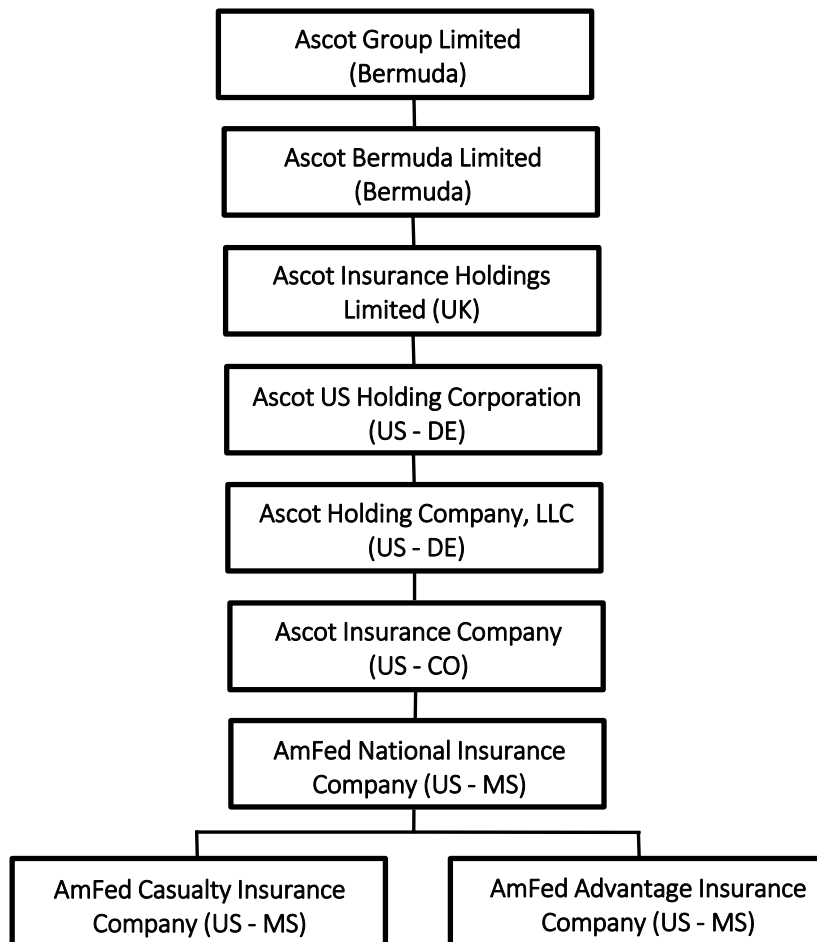 Ascot Group Limited
(Bermuda)
Ascot Bermuda Limited
(Bermuda)
Ascot Insurance Holdings
Limited (UK)
Ascot US Holding Corporation
(US - DE)
Ascot Holding Company, LLC
(US - DE)
Ascot Insurance Company
(US - CO)
AmFed National Insurance
Company (US - MS)
AmFed Casualty Insurance
Company (US - MS)
AmFed Advantage Insurance
Company (US - MS)